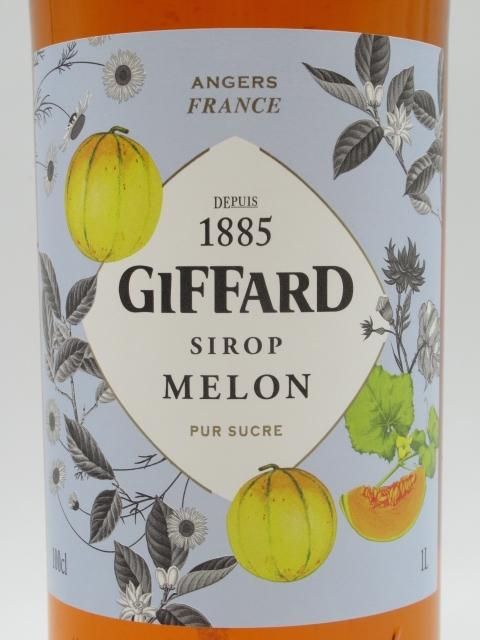 ANGERS
FRANCE
DEPUIS
1885
GIFFARD
SIROP
MELON
PUR SUCRE
100cl
1L